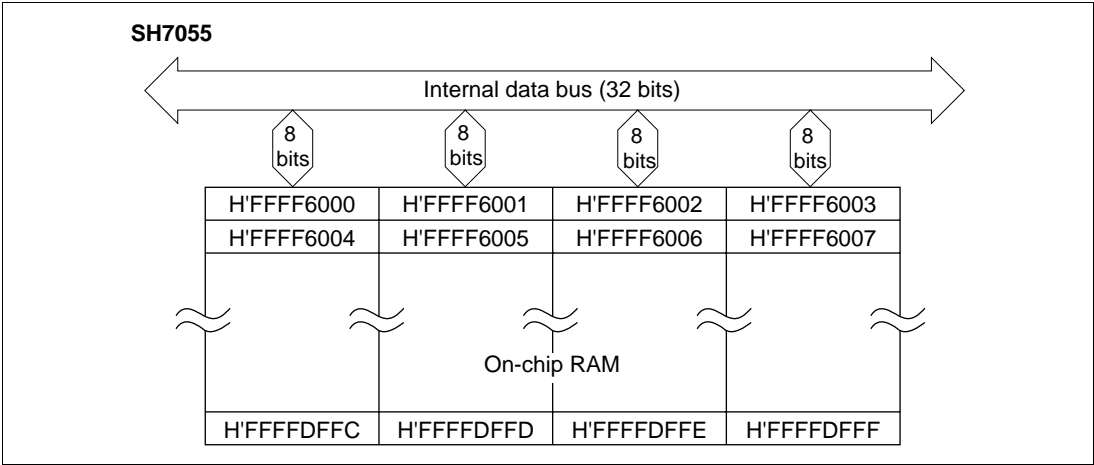 SH7055
Internal data bus (32 bits)
8 bits
8 bits
8 bits
8 bits
H'FFFF6000 H'FFFF6001 H'FFFF6002 H'FFFF6003
H'FFFF6004 H'FFFF6005 H'FFFF6006 H'FFFF6007
On-chip RAM
H'FFFFDFFC H'FFFFDFFD H'FFFFDFFE H'FFFFDFFF